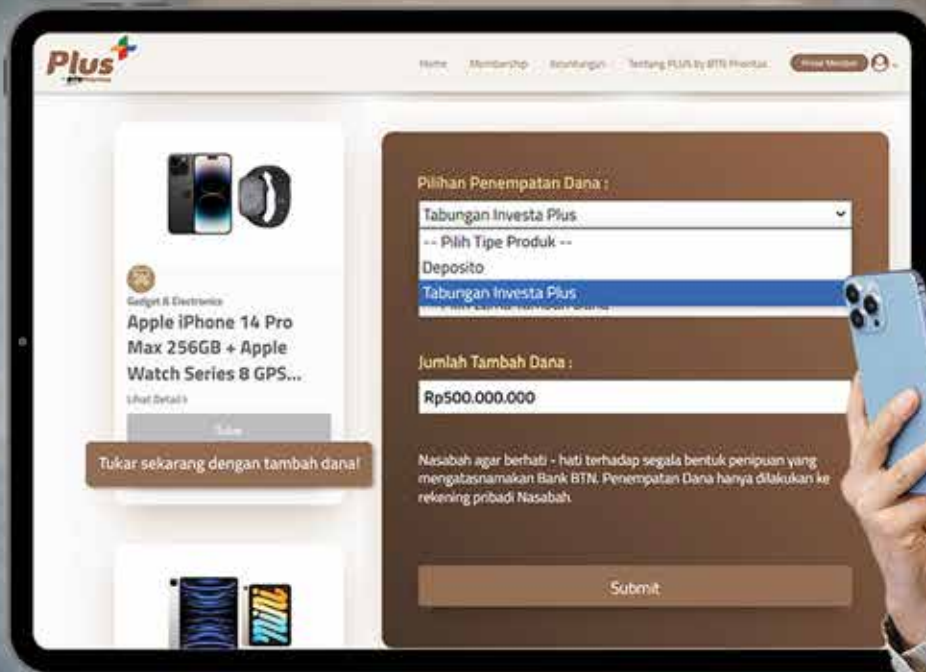 Plus
Home Membership Keuntungan Tentang PLUS by BTN Prioritas
Gadget & Electronics
Apple iPhone 14 Pro
Max 256GB + Apple
Watch Series 8 GPS...
Lihat Detail >
Tukar
Tukar sekarang dengan tambah dana!
Pilihan Penempatan Dana :
Tabungan Investa Plus
-- Pilih Tipe Produk --
Deposito
Tabungan Investa Plus
Jumlah Tambah Dana :
Rp500.000.000
Nasabah agar berhati - hati terhadap segala bentuk penipuan yang
mengatasnamakan Bank BTN. Penempatan Dana hanya dilakukan ke
rekening pribadi Nasabah.
Submit